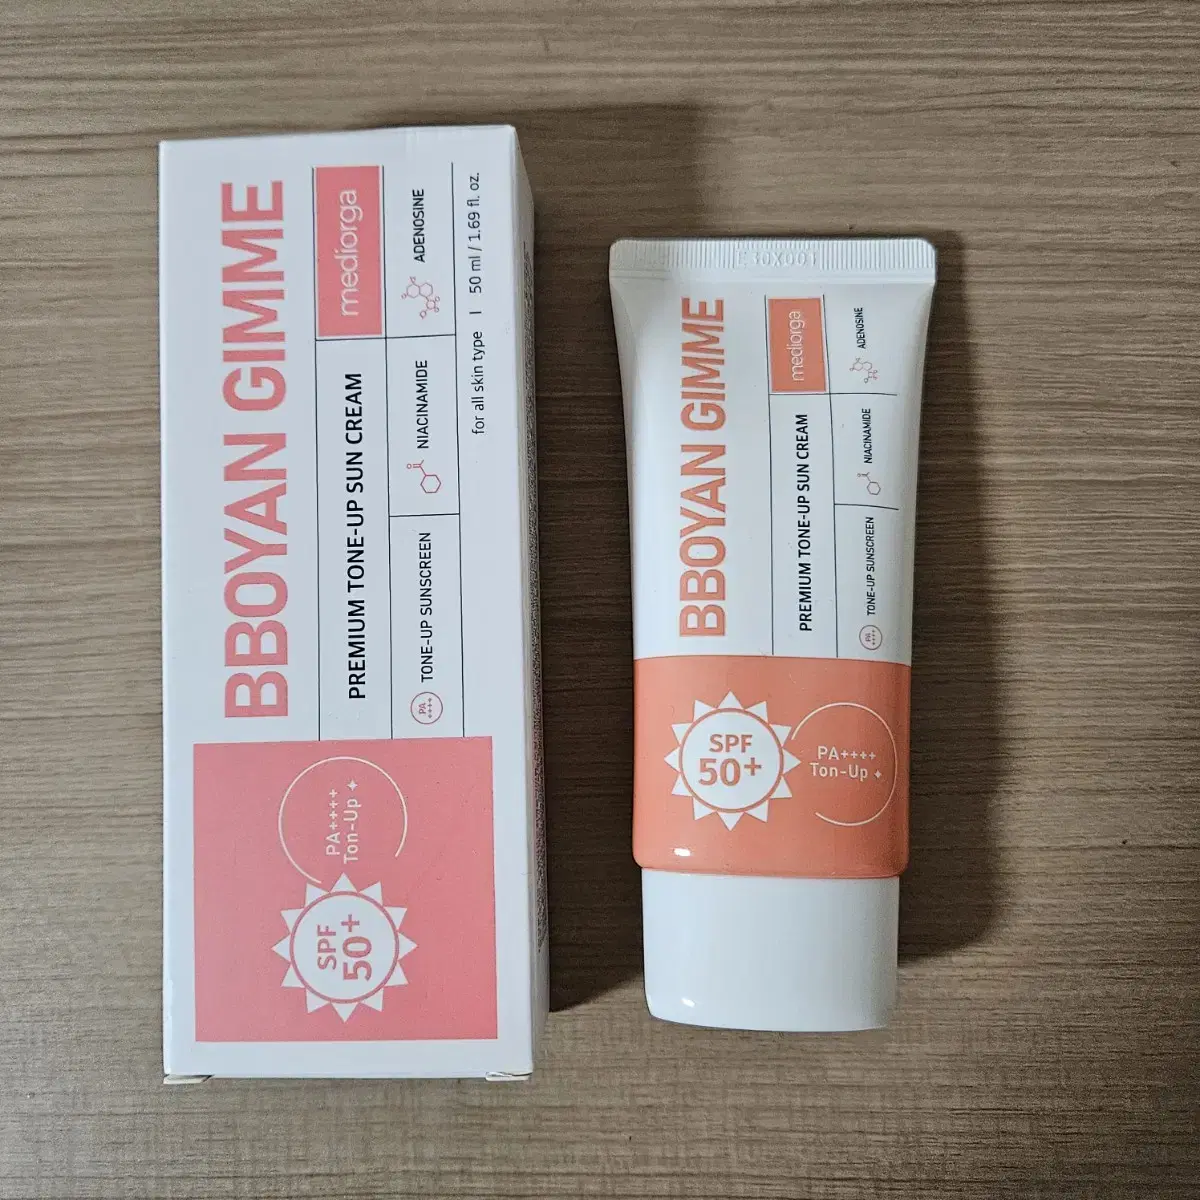 BBOYAN GIMME
mediorga
PREMIUM TONE-UP SUN CREAM
ADENOSINE
NIACINAMIDE
PA
++++
TONE-UP SUNSCREEN
for all skin type | 50 ml / 1.69 fl. oz.
PA++++
Ton-Up
SPF
50+
BBOYAN GIMME
mediorga
PREMIUM TONE-UP SUN CREAM
ADENOSINE
NIACINAMIDE
PA
++++
TONE-UP SUNSCREEN
SPF
50+
PA++++
Ton-Up